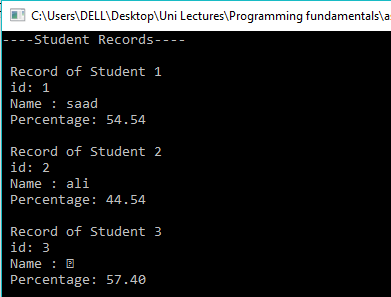 C:\Users\DELL\Desktop\Uni Lectures\Programming fundamentals\a
----Student Records----
Record of Student 1
id: 1
Name : saad
Percentage: 54.54
Record of Student 2
id: 2
Name : ali
Percentage: 44.54
Record of Student 3
id: 3
Name :
Percentage: 57.40